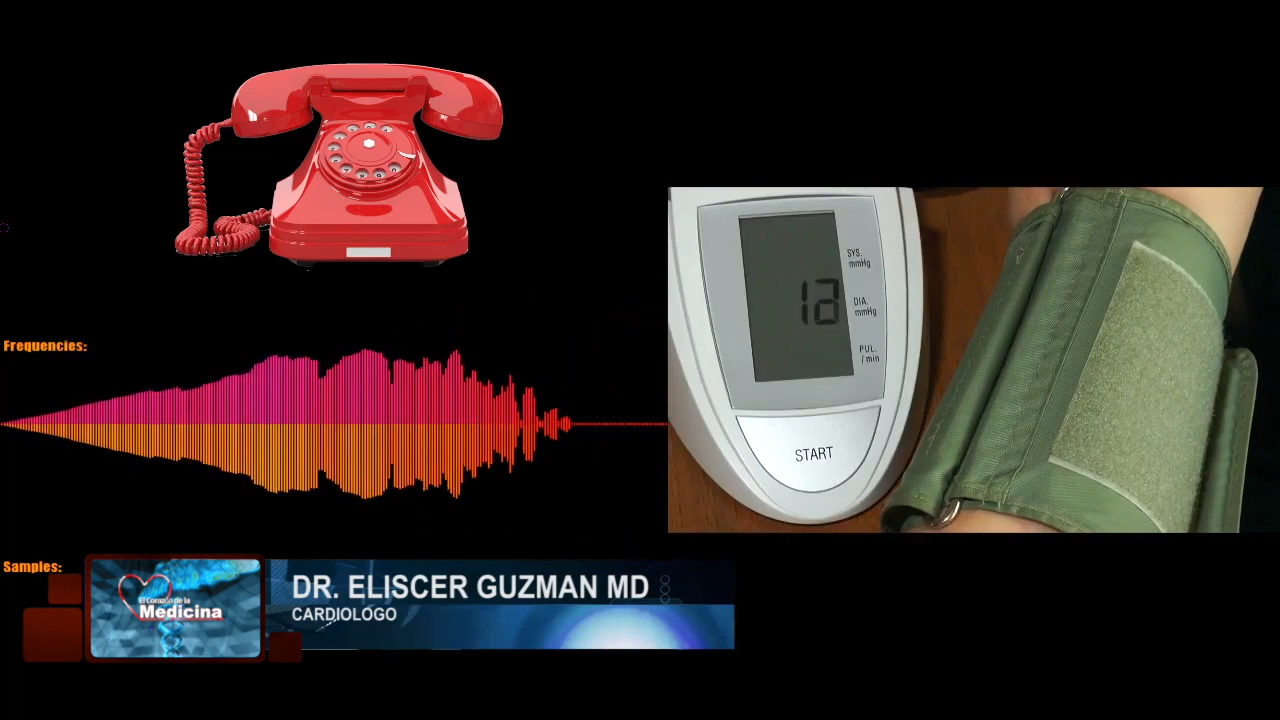 SYS.
mmHg
DIA.
mmHg
PUL.
/ min
START
Frequencies:
Samples:
El Corazón de la
Medicina
DR. ELISCER GUZMAN MD
CARDIOLOGO